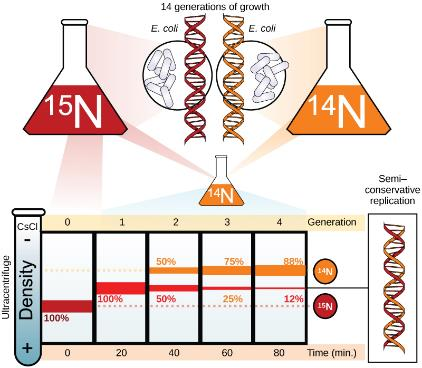 14 generations of growth
E. coli
E. coli
15N
14N
14N
Semi–
conservative
replication
CsCl
0 1 2 3 4 Generation
Ultracentrifuge
- Density +
50% 75% 88%
14N
100% 50% 25% 12%
15N
100%
0 20 40 60 80 Time (min.)